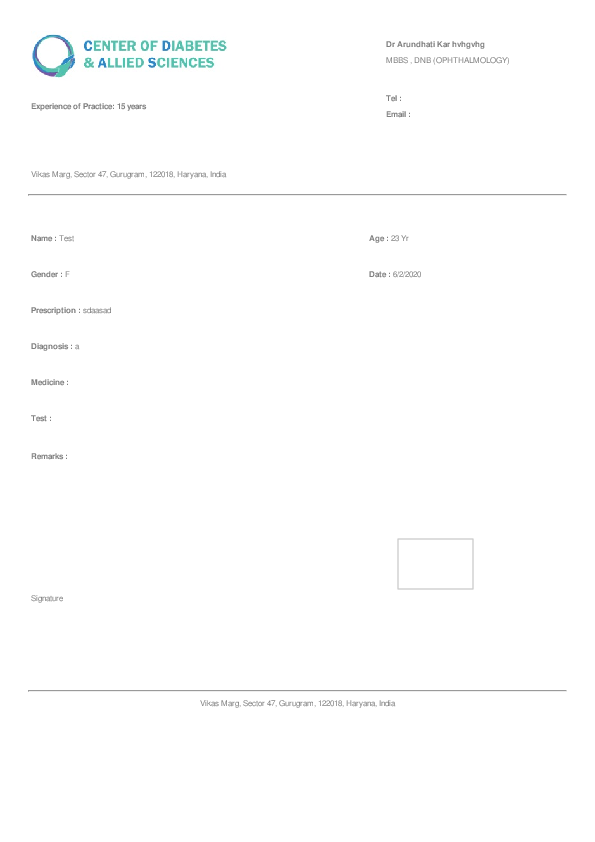 CENTER OF DIABETES
& ALLIED SCIENCES
Dr Arundhati Kar hvhgvhg
MBBS , DNB (OPHTHALMOLOGY)
Tel :
Experience of Practice: 15 years
Email :
Vikas Marg, Sector 47, Gurugram, 122018, Haryana, India
Name : Test
Age : 23 Yr
Gender : F
Date : 6/2/2020
Prescription : sdaasad
Diagnosis : a
Medicine :
Test :
Remarks :
Signature
Vikas Marg, Sector 47, Gurugram, 122018, Haryana, India